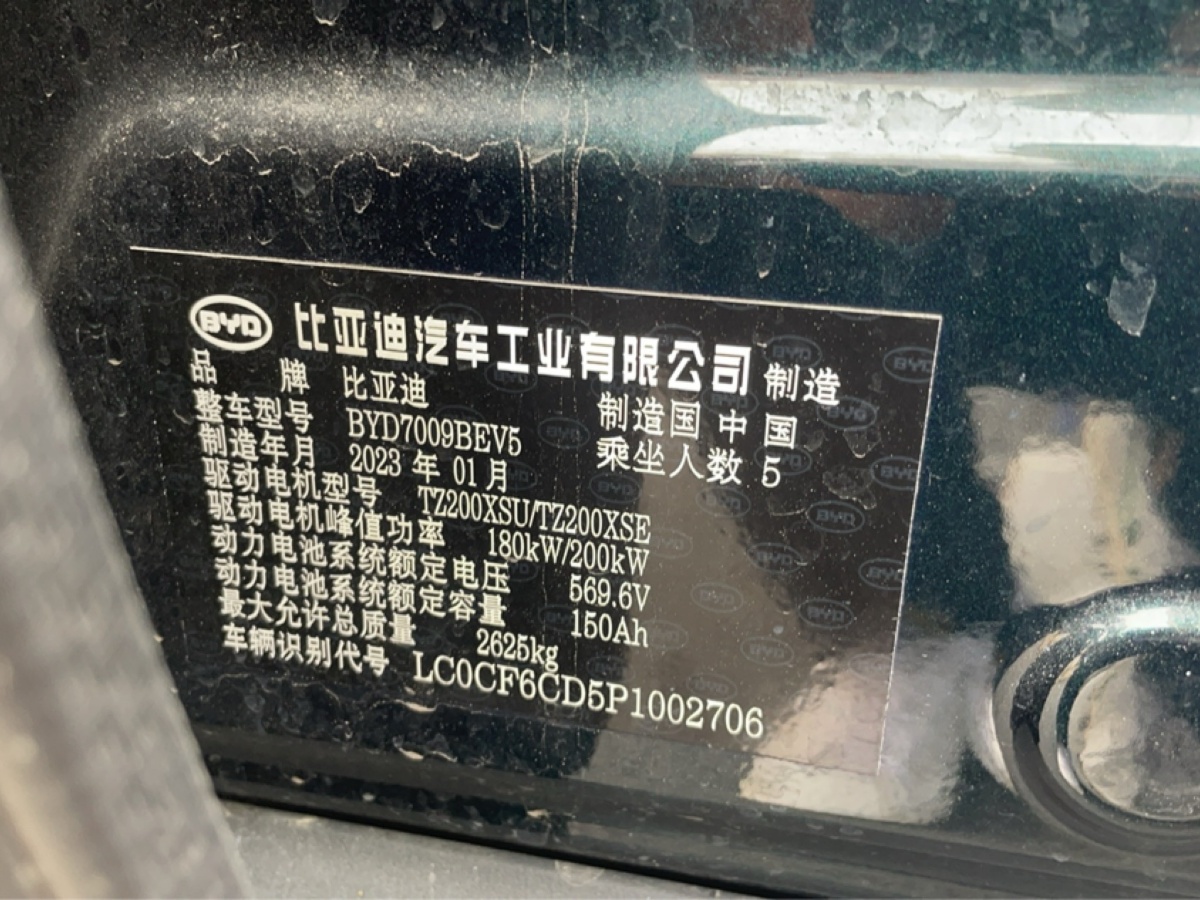 BYD 比亚迪汽车工业有限公司 制造
品 牌 比亚迪 制造国 中国
整车型号 BYD7009BEV5 乘坐人数 5
制造年月 2023 年 01 月
驱动电机型号 TZ200XSU/TZ200XSE
驱动电机峰值功率 180kW/200kW
动力电池系统额定电压 569.6V
动力电池系统额定容量 150Ah
最大允许总质量 2625kg
车辆识别代号 LC0CF6CD5P1002706